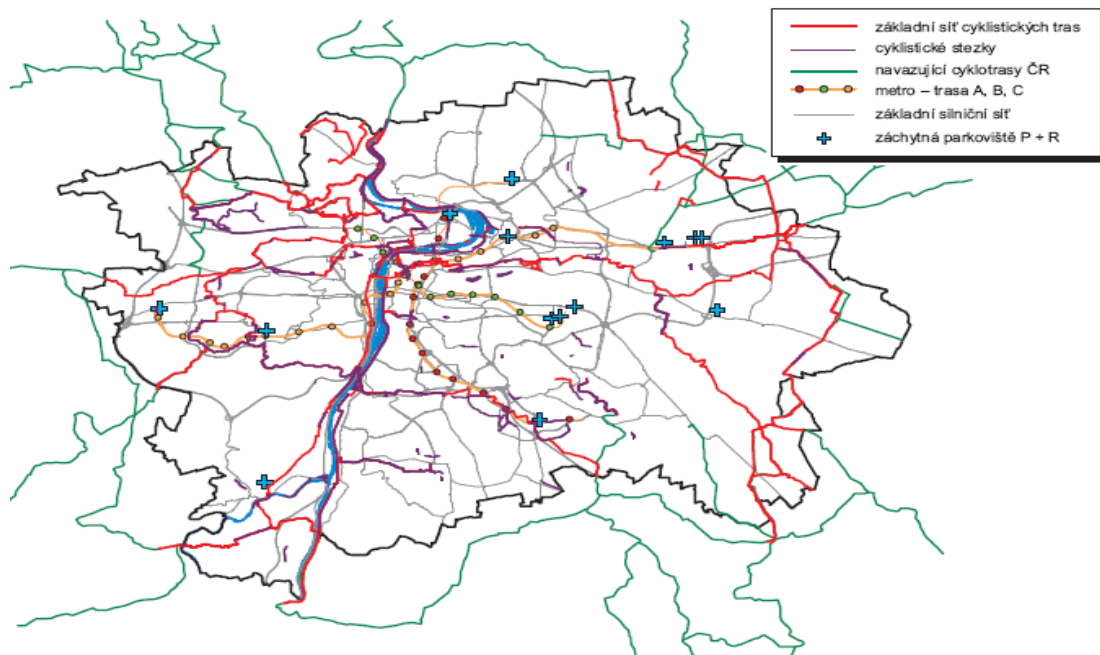 základní síť cyklistických tras
cyklistické stezky
navazující cyklotrasy ČR
metro – trasa A, B, C
základní silniční síť
záchytná parkoviště P + R